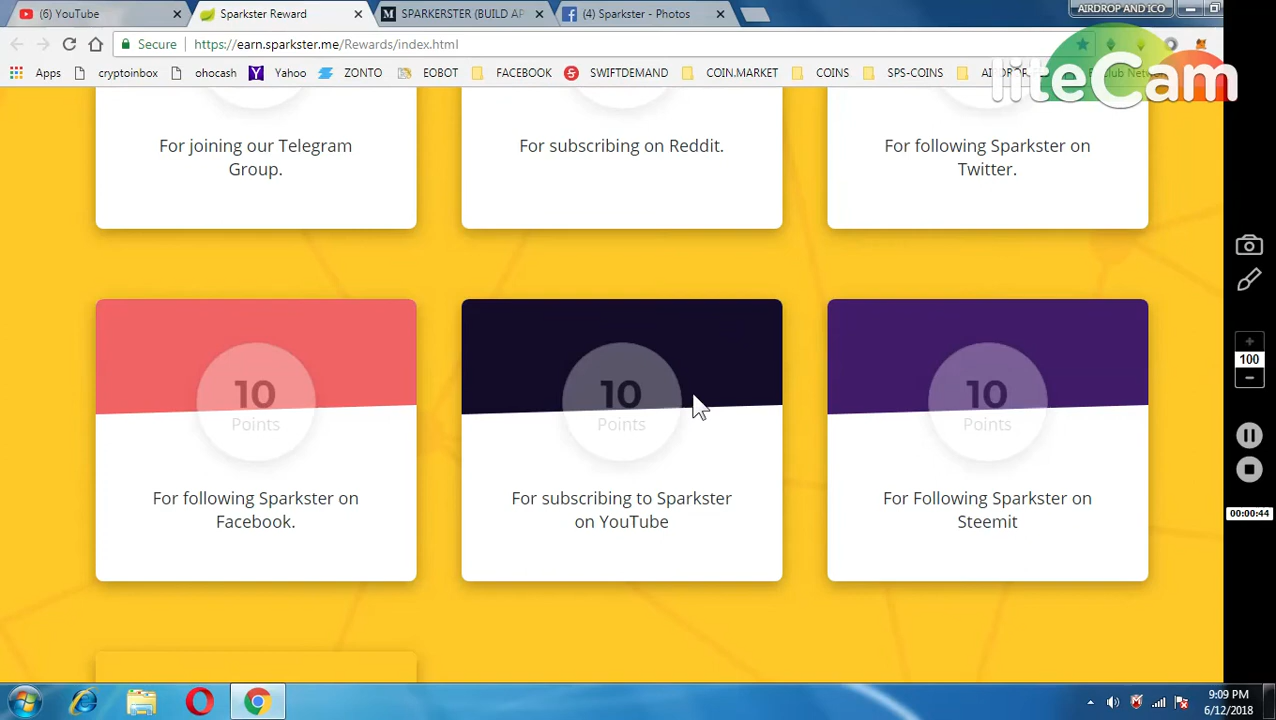 (6) YouTube
Sparkster Reward
SPARKERSTER (BUILD AP
(4) Sparkster - Photos
AIRDROP AND ICO
Secure
https://earn.sparkster.me/Rewards/index.html
Apps
cryptoinbox
ohocash
Yahoo
ZONTO
EOBOT
FACEBOOK
SWIFTDEMAND
COIN.MARKET
COINS
SPS-COINS
liteCam
For joining our Telegram
Group.
For subscribing on Reddit.
For following Sparkster on
Twitter.
10
Points
For following Sparkster on
Facebook.
10
Points
For subscribing to Sparkster
on YouTube
10
Points
For Following Sparkster on
Steemit
100
00:00:44
9:09 PM
6/12/2018